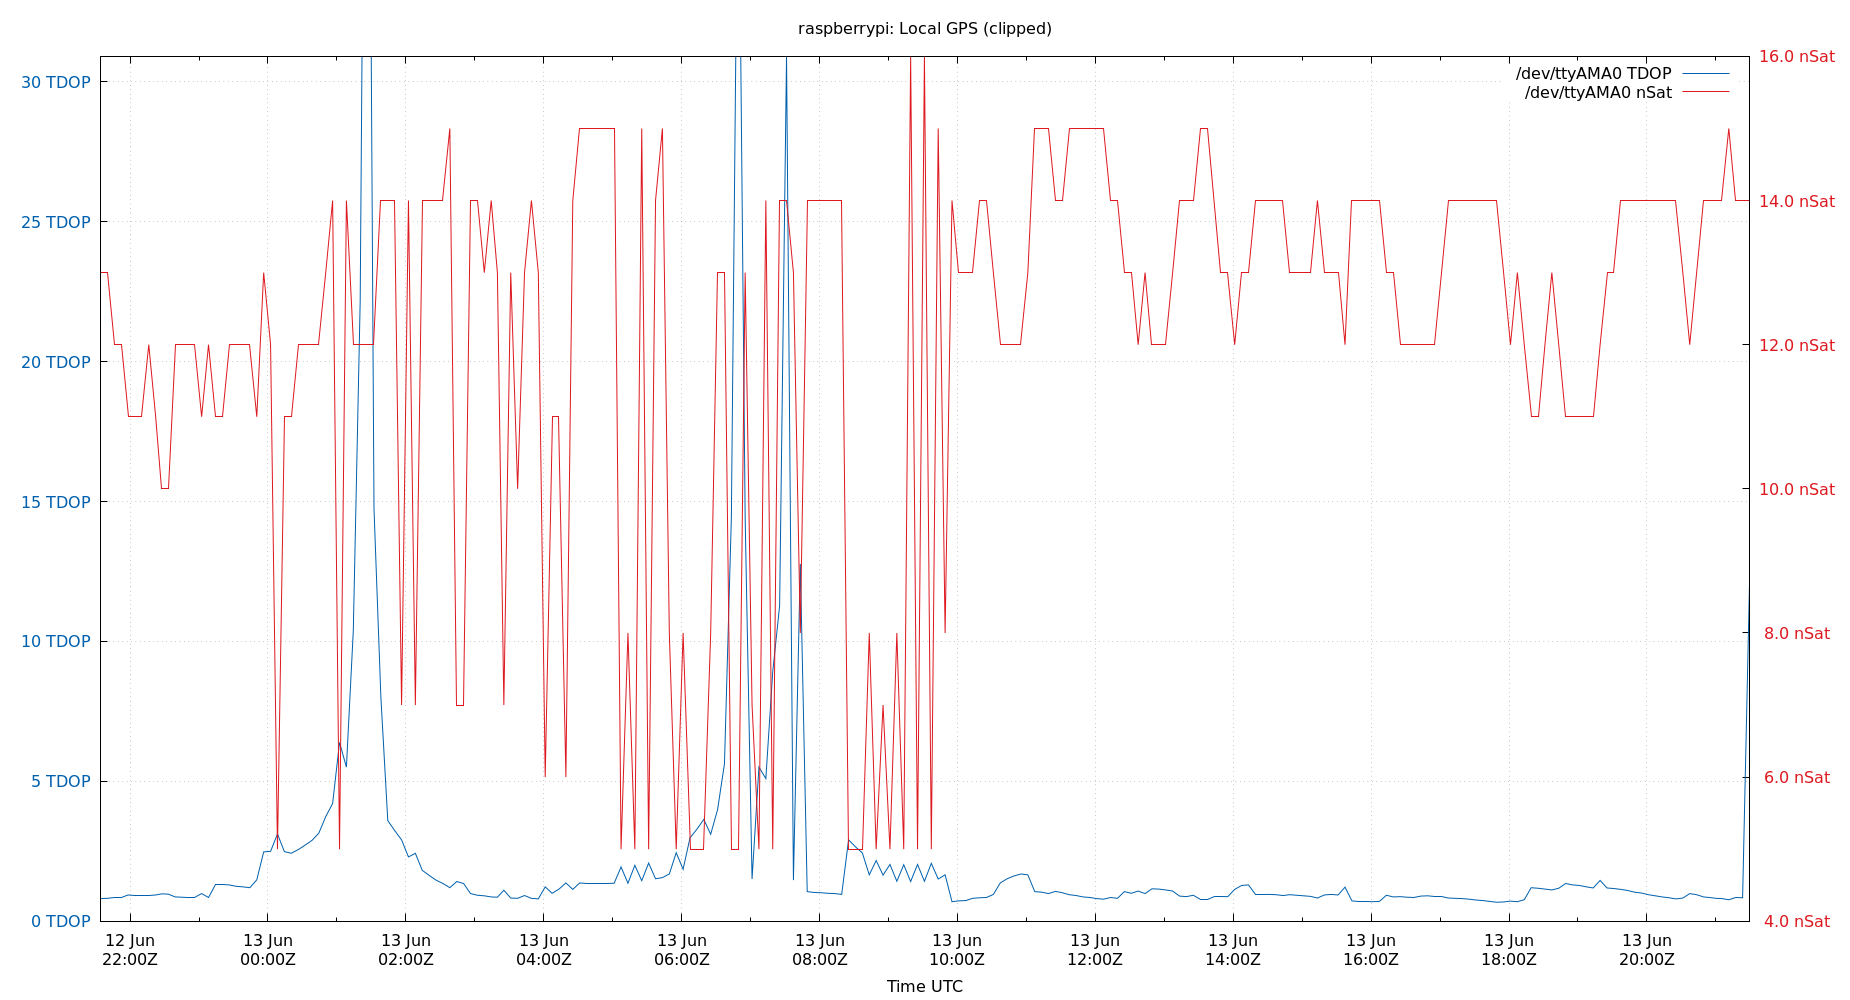 raspberrypi: Local GPS (clipped)
/dev/ttyAMA0 TDOP
/dev/ttyAMA0 nSat
30 TDOP
25 TDOP
20 TDOP
15 TDOP
10 TDOP
5 TDOP
0 TDOP
16.0 nSat
14.0 nSat
12.0 nSat
10.0 nSat
8.0 nSat
6.0 nSat
4.0 nSat
12 Jun
22:00Z
13 Jun
00:00Z
13 Jun
02:00Z
13 Jun
04:00Z
13 Jun
06:00Z
13 Jun
08:00Z
13 Jun
10:00Z
13 Jun
12:00Z
13 Jun
14:00Z
13 Jun
16:00Z
13 Jun
18:00Z
13 Jun
20:00Z
Time UTC